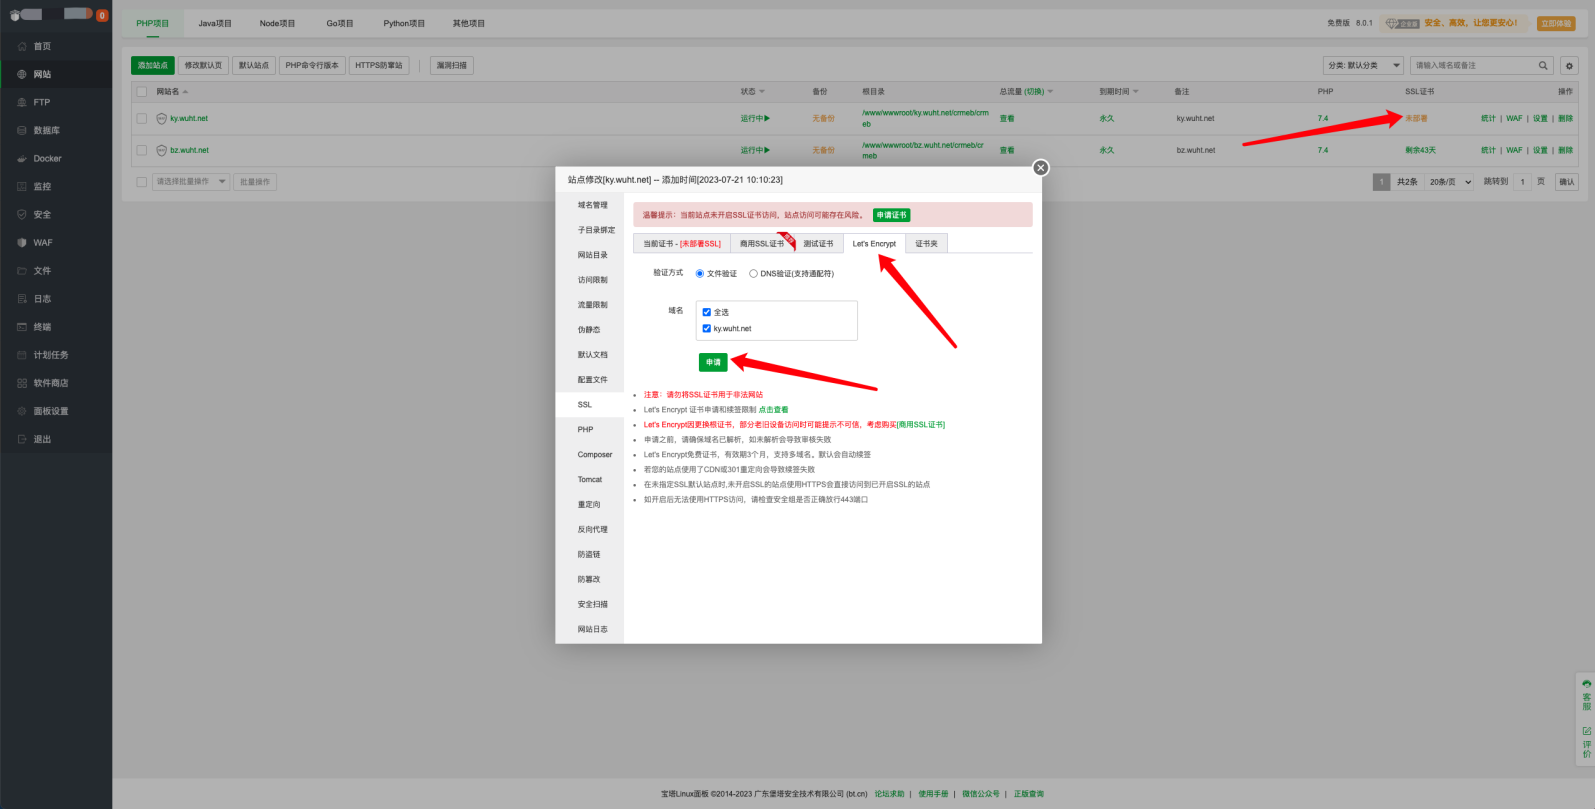 0
首页
网站
FTP
数据库
Docker
监控
安全
WAF
文件
日志
终端
计划任务
软件商店
面板设置
退出
PHP项目 Java项目 Node项目 Go项目 Python项目 其他项目
免费版 8.0.1 企业版 安全，高效，让您更安心！ 立即体验
添加站点 修改默认页 默认站点 PHP命令行版本 HTTPS防窜站 | 漏洞扫描
分类: 默认分类 请输入域名或备注
网站名 状态 备份 根目录 总流量 (切换) 到期时间 备注 PHP SSL证书 操作
ky.wuht.net 运行中 无备份 /www/wwwroot/ky.wuht.net/crmeb/crm
eb 查看 永久 ky.wuht.net 7.4 未部署 统计 | WAF | 设置 | 删除
bz.wuht.net 运行中 无备份 /www/wwwroot/bz.wuht.net/crmeb/cr
meb 查看 永久 bz.wuht.net 7.4 剩余43天 统计 | WAF | 设置 | 删除
请选择批量操作 批量操作
1 共2条 20条/页 跳转到 1 页 确认
站点修改[ky.wuht.net] -- 添加时间[2023-07-21 10:10:23]
域名管理
子目录绑定
网站目录
访问限制
流量限制
伪静态
默认文档
配置文件
SSL
PHP
Composer
Tomcat
重定向
反向代理
防盗链
防篡改
安全扫描
网站日志
温馨提示：当前站点未开启SSL证书访问，站点访问可能存在风险。 申请证书
当前证书 - [未部署SSL] 商用SSL证书 测试证书 Let's Encrypt 证书夹
验证方式 文件验证 DNS验证(支持通配符)
域名 全选
ky.wuht.net
申请
注意：请勿将SSL证书用于非法网站
Let's Encrypt 证书申请和续签限制 点击查看
Let's Encrypt因更换根证书，部分老旧设备访问时可能提示不可信，考虑购买[商用SSL证书]
申请之前，请确保域名已解析，如未解析会导致审核失败
Let's Encrypt免费证书，有效期3个月，支持多域名。默认会自动续签
若您的站点使用了CDN或301重定向会导致续签失败
在未指定SSL默认站点时,未开启SSL的站点使用HTTPS会直接访问到已开启SSL的站点
如开启后无法使用HTTPS访问，请检查安全组是否正确放行443端口
客服
评价
宝塔Linux面板 ©2014-2023 广东堡塔安全技术有限公司 (bt.cn) 论坛求助 | 使用手册 | 微信公众号 | 正版查询